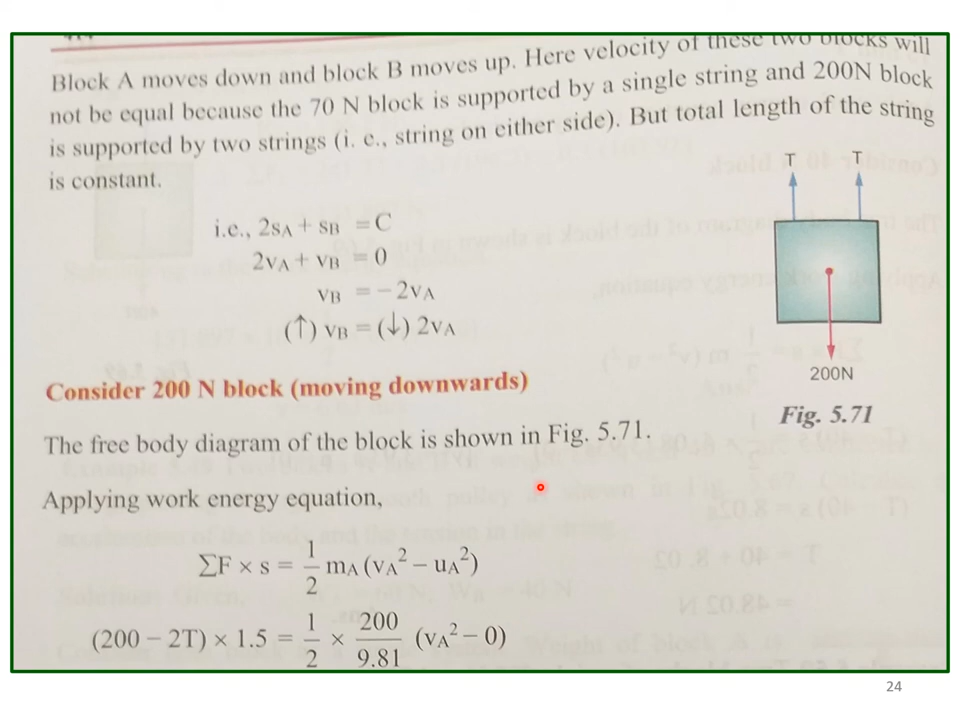 Block A moves down and block B moves up. Here velocity of these two blocks will
not be equal because the 70 N block is supported by a single string and 200N block
is supported by two strings (i. e., string on either side). But total length of the string
is constant.
i.e., 2sA + sB = C
2vA + vB = 0
vB = − 2vA
(↑) vB = (↓) 2vA
T T
200N
Fig. 5.71
Consider 200 N block (moving downwards)
The free body diagram of the block is shown in Fig. 5.71.
Applying work energy equation,
∑F × s = 1/2 mA (vA² − uA²)
(200 − 2T) × 1.5 = 1/2 × 200/9.81 (vA² − 0)
24